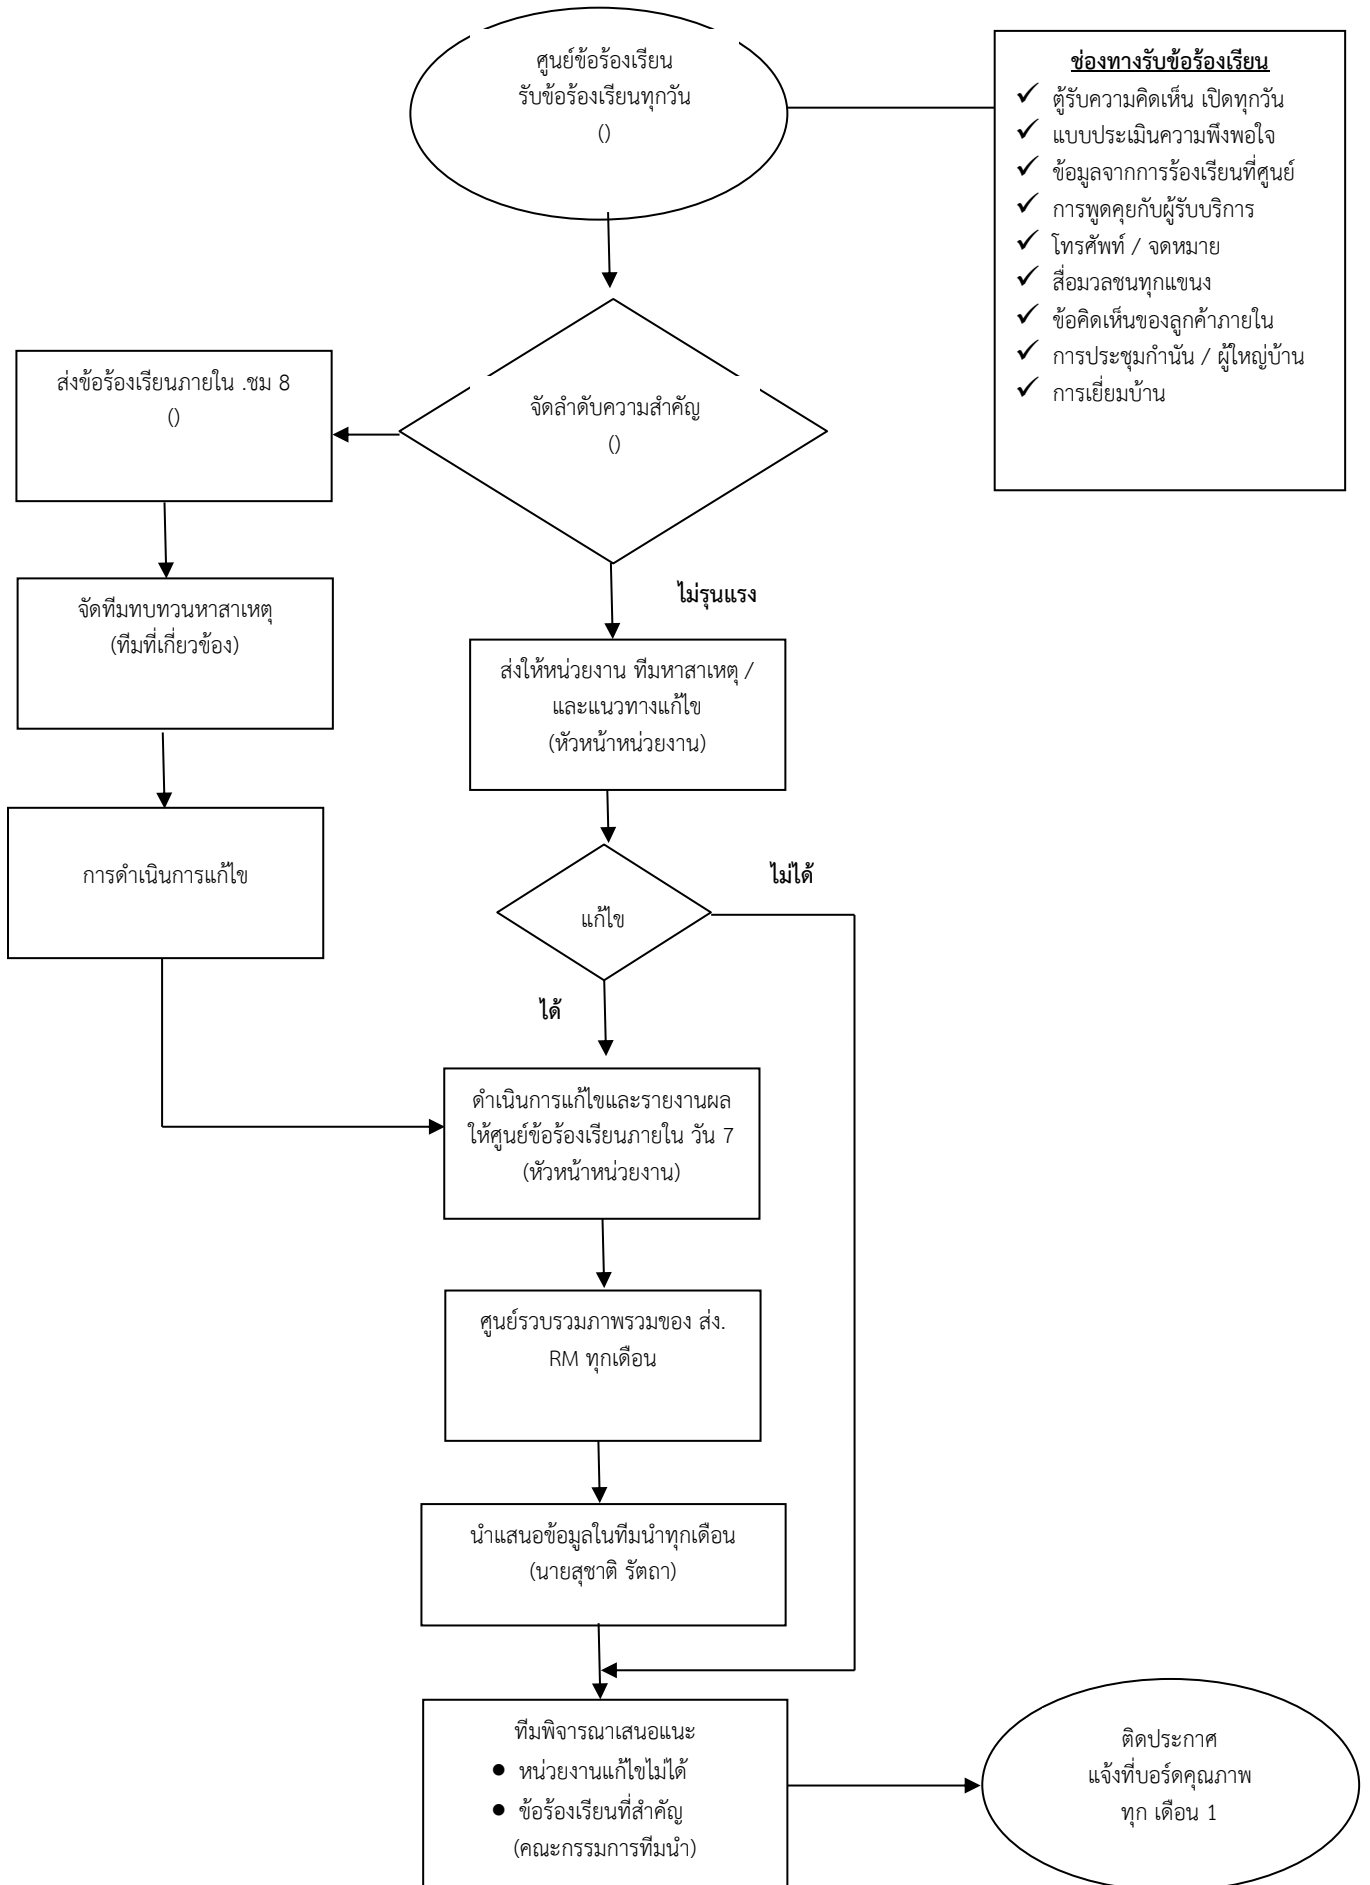 ศูนย์ข้อร้องเรียน
รับข้อร้องเรียนทุกวัน
()
ช่องทางรับข้อร้องเรียน
✓ ตู้รับความคิดเห็น เปิดทุกวัน
✓ แบบประเมินความพึงพอใจ
✓ ข้อมูลจากการร้องเรียนที่ศูนย์
✓ การพูดคุยกับผู้รับบริการ
✓ โทรศัพท์ / จดหมาย
✓ สื่อมวลชนทุกแขนง
✓ ข้อคิดเห็นของลูกค้าภายใน
✓ การประชุมกำนัน / ผู้ใหญ่บ้าน
✓ การเยี่ยมบ้าน
จัดลำดับความสำคัญ
()
ส่งข้อร้องเรียนภายใน .ชม 8
()
จัดทีมทบทวนหาสาเหตุ
(ทีมที่เกี่ยวข้อง)
การดำเนินการแก้ไข
ไม่รุนแรง
ส่งให้หน่วยงาน ทีมหาสาเหตุ /
และแนวทางแก้ไข
(หัวหน้าหน่วยงาน)
แก้ไข
ไม่ได้
ได้
ดำเนินการแก้ไขและรายงานผล
ให้ศูนย์ข้อร้องเรียนภายใน วัน 7
(หัวหน้าหน่วยงาน)
ศูนย์รวบรวมภาพรวมของ ส่ง.
RM ทุกเดือน
นำแสนอข้อมูลในทีมนำทุกเดือน
(นายสุชาติ รัตถา)
ทีมพิจารณาเสนอแนะ
● หน่วยงานแก้ไขไม่ได้
● ข้อร้องเรียนที่สำคัญ
(คณะกรรมการทีมนำ)
ติดประกาศ
แจ้งที่บอร์ดคุณภาพ
ทุก เดือน 1